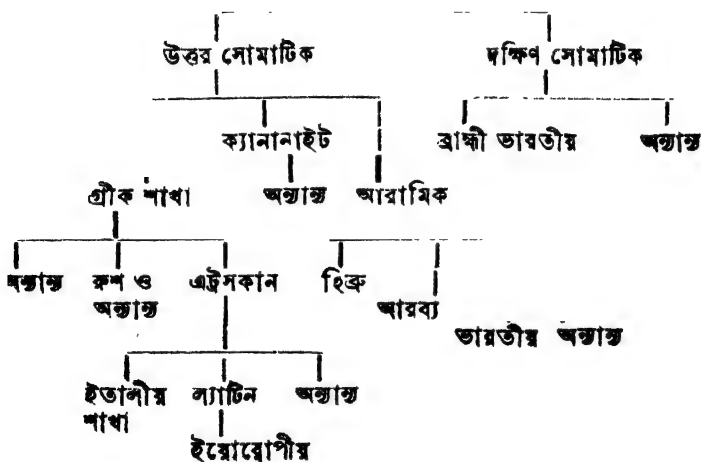 উত্তর সোমাটিক দক্ষিণ সোমাটিক
ক্যানানাইট ব্রাহ্মী ভারতীয় অন্যান্য
গ্রীক শাখা অন্যান্য আরামিক
অন্যান্য রুশ ও এট্রসকান হিব্রু
অন্যান্য আরব্য
ভারতীয় অন্যান্য
ইতালীয় ল্যাটিন অন্যান্য
শাখা
ইয়োরোপীয়